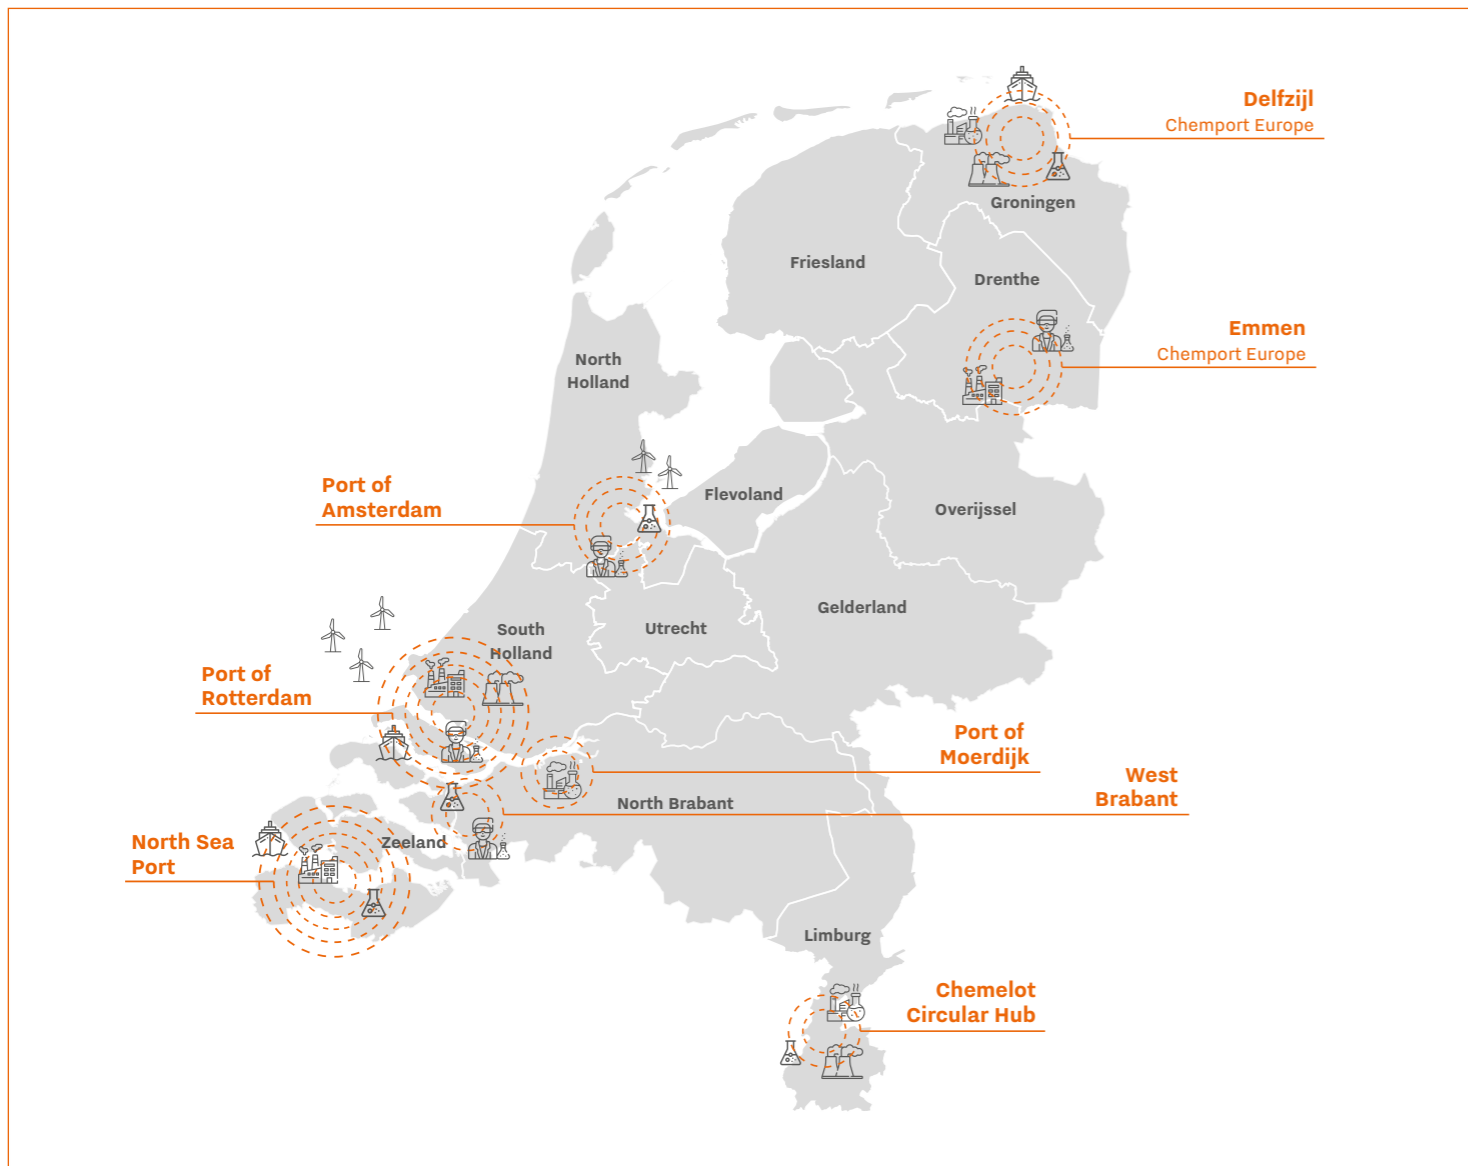 Delfzijl
Chemport Europe
Groningen
Friesland
Drenthe
Emmen
Chemport Europe
North
Holland
Port of
Amsterdam
Flevoland
Overijssel
Gelderland
South
Holland
Utrecht
Port of
Rotterdam
Port of
Moerdijk
West
Brabant
North Brabant
North Sea
Port
Zeeland
Limburg
Chemelot
Circular Hub